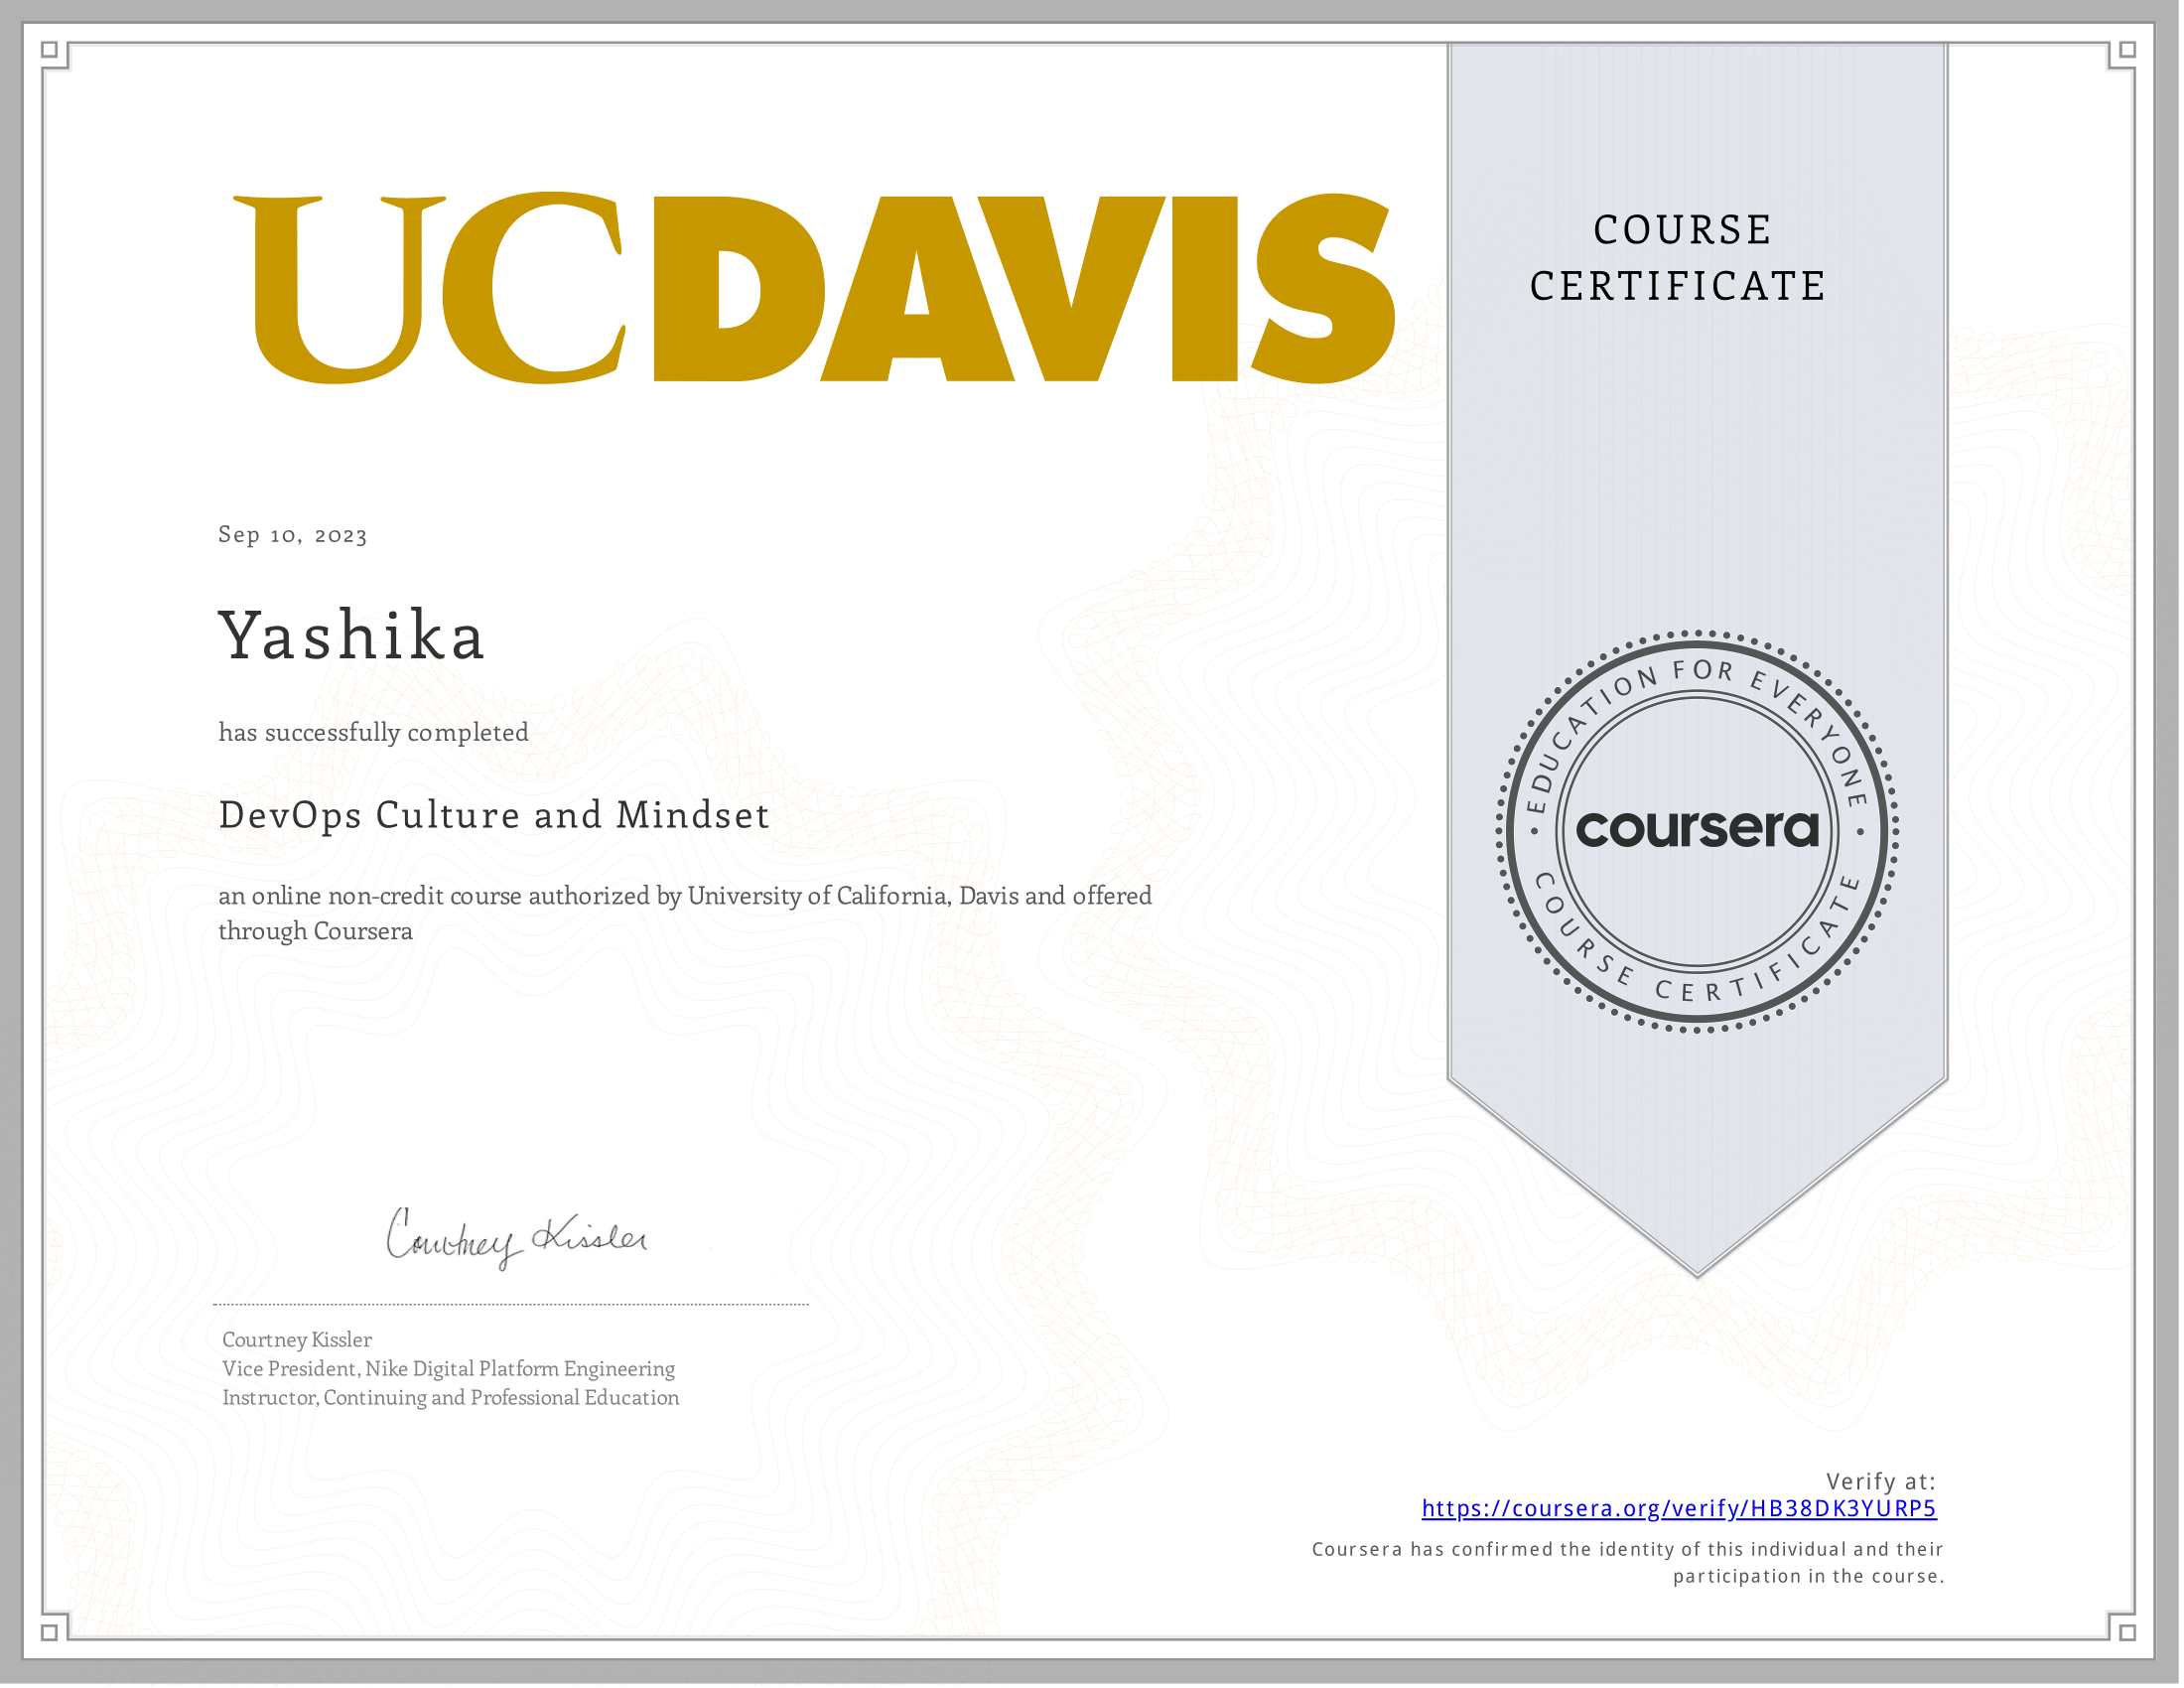 UCDAVIS
COURSE
CERTIFICATE
Sep 10, 2023
Yashika
has successfully completed
DevOps Culture and Mindset
an online non-credit course authorized by University of California, Davis and offered
through Coursera
EDUCATION FOR EVERYONE
coursera
COURSE CERTIFICATE
Courtney Kissler
Courtney Kissler
Vice President, Nike Digital Platform Engineering
Instructor, Continuing and Professional Education
Verify at:
https://coursera.org/verify/HB38DK3YURP5
Coursera has confirmed the identity of this individual and their
participation in the course.